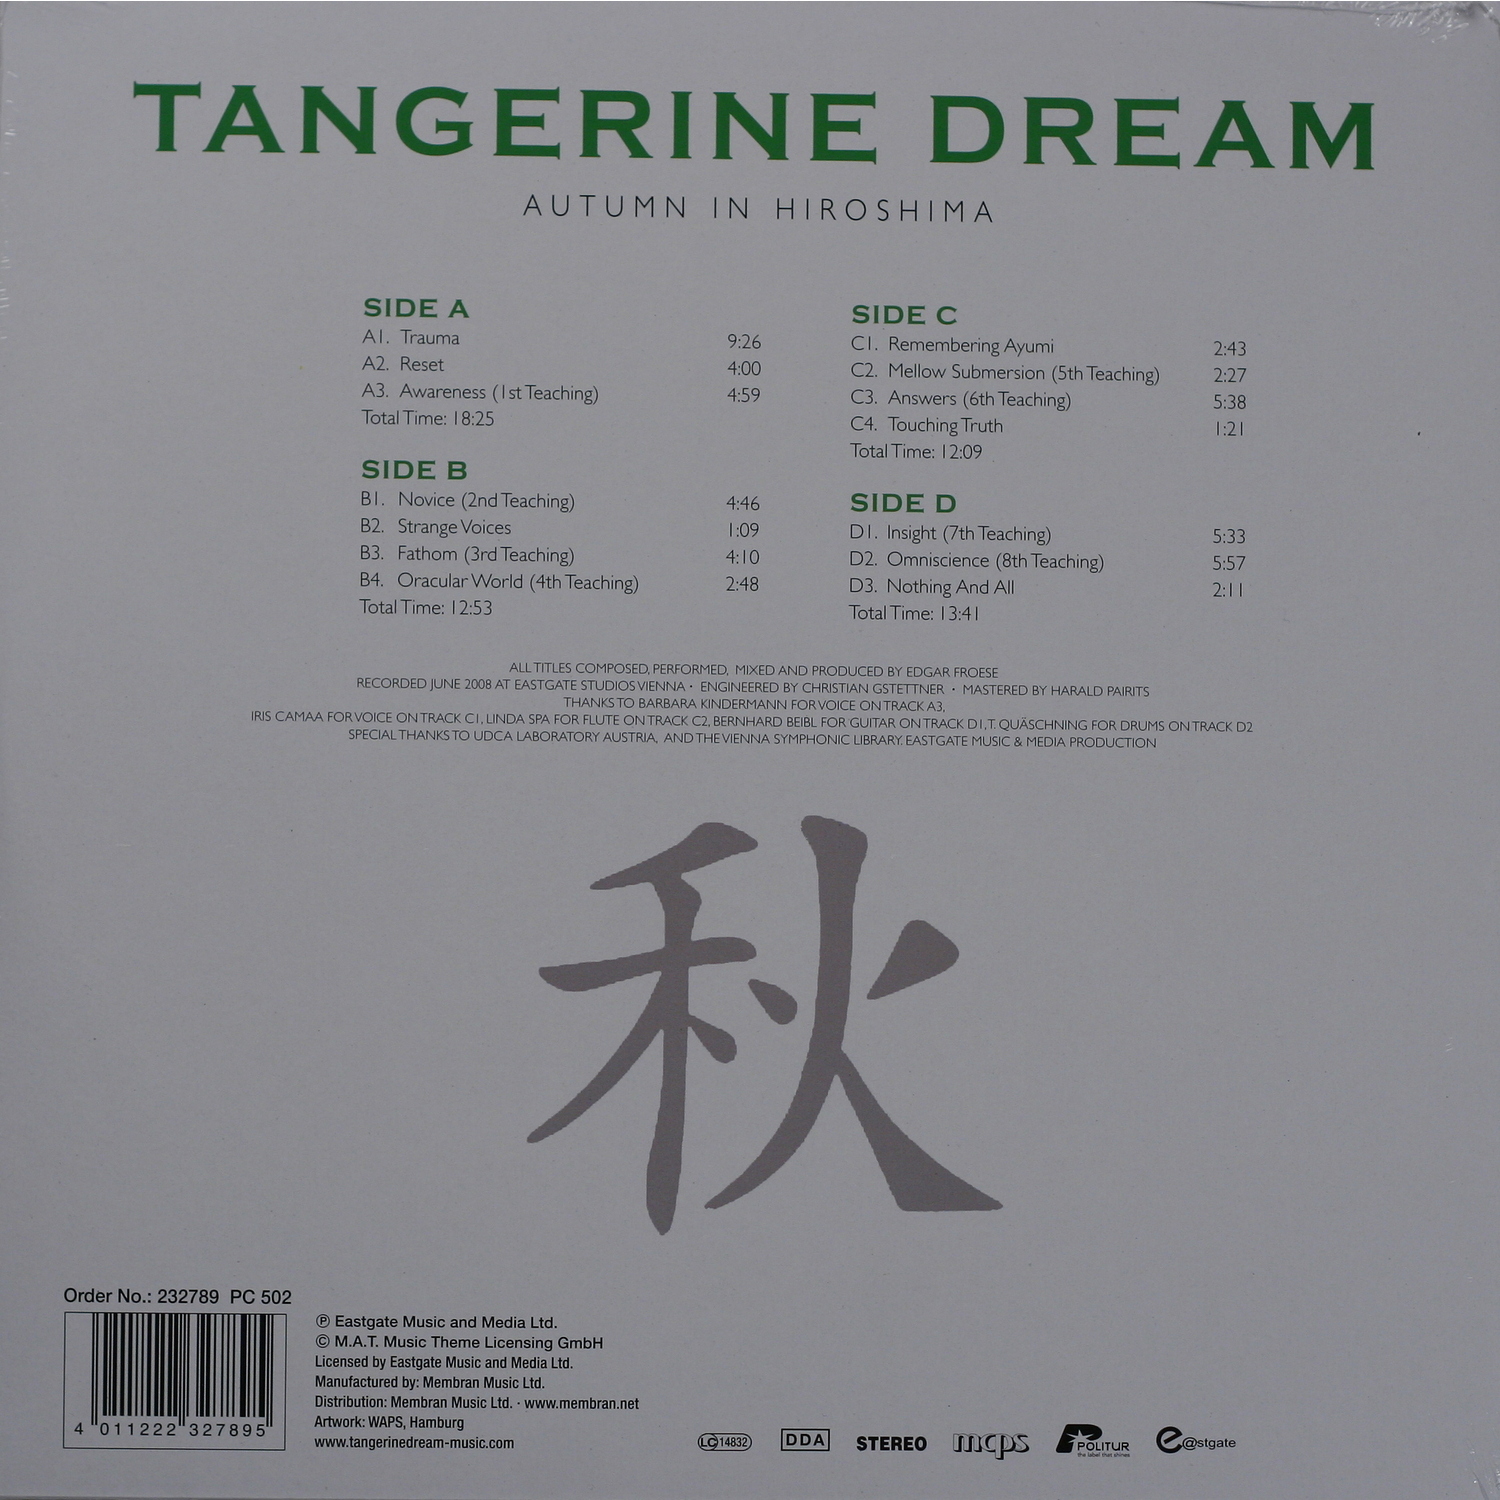 TANGERINE DREAM
AUTUMN IN HIROSHIMA
SIDE A
A1. Trauma 9:26
A2. Reset 4:00
A3. Awareness (1st Teaching) 4:59
Total Time: 18:25
SIDE B
B1. Novice (2nd Teaching) 4:46
B2. Strange Voices 1:09
B3. Fathom (3rd Teaching) 4:10
B4. Oracular World (4th Teaching) 2:48
Total Time: 12:53
SIDE C
C1. Remembering Ayumi 2:43
C2. Mellow Submersion (5th Teaching) 2:27
C3. Answers (6th Teaching) 5:38
C4. Touching Truth 1:21
Total Time: 12:09
SIDE D
D1. Insight (7th Teaching) 5:33
D2. Omniscience (8th Teaching) 5:57
D3. Nothing And All 2:11
Total Time: 13:41
ALL TITLES COMPOSED, PERFORMED, MIXED AND PRODUCED BY EDGAR FROESE
RECORDED JUNE 2008 AT EASTGATE STUDIOS VIENNA · ENGINEERED BY CHRISTIAN GSTETTNER · MASTERED BY HARALD PAIRITS
THANKS TO BARBARA KINDERMANN FOR VOICE ON TRACK A3,
IRIS CAMAA FOR VOICE ON TRACK C1, LINDA SPA FOR FLUTE ON TRACK C2, BERNHARD BEIBL FOR GUITAR ON TRACK D1, T. QUÄSCHNING FOR DRUMS ON TRACK D2
SPECIAL THANKS TO UDCA LABORATORY AUSTRIA, AND THE VIENNA SYMPHONIC LIBRARY. EASTGATE MUSIC & MEDIA PRODUCTION
秋
Order No.: 232789 PC 502
4 011222 327895
℗ Eastgate Music and Media Ltd.
© M.A.T. Music Theme Licensing GmbH
Licensed by Eastgate Music and Media Ltd.
Manufactured by: Membran Music Ltd.
Distribution: Membran Music Ltd. · www.membran.net
Artwork: WAPS, Hamburg
www.tangerinedream-music.com
LC 14832
DDA
STEREO
mcps
POLITUR
the label that shines
e@stgate